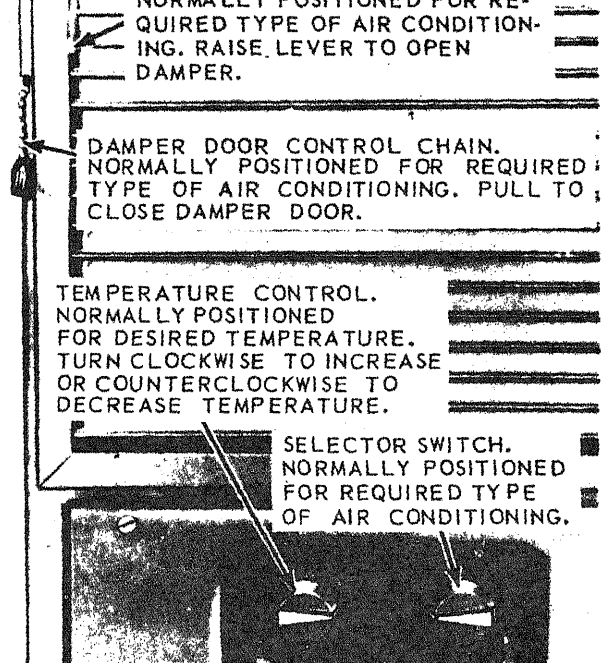 NORMALLY POSITIONED FOR RE-
QUIRED TYPE OF AIR CONDITION-
ING. RAISE LEVER TO OPEN
DAMPER.
DAMPER DOOR CONTROL CHAIN.
NORMALLY POSITIONED FOR REQUIRED
TYPE OF AIR CONDITIONING. PULL TO
CLOSE DAMPER DOOR.
TEMPERATURE CONTROL.
NORMALLY POSITIONED
FOR DESIRED TEMPERATURE.
TURN CLOCKWISE TO INCREASE
OR COUNTERCLOCKWISE TO
DECREASE TEMPERATURE.
SELECTOR SWITCH.
NORMALLY POSITIONED
FOR REQUIRED TYPE
OF AIR CONDITIONING.